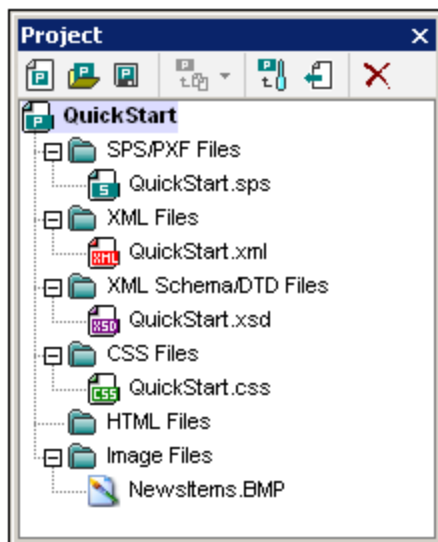 Project
QuickStart
SPS/PXF Files
QuickStart.sps
XML Files
QuickStart.xml
XML Schema/DTD Files
QuickStart.xsd
CSS Files
QuickStart.css
HTML Files
Image Files
NewsItems.BMP